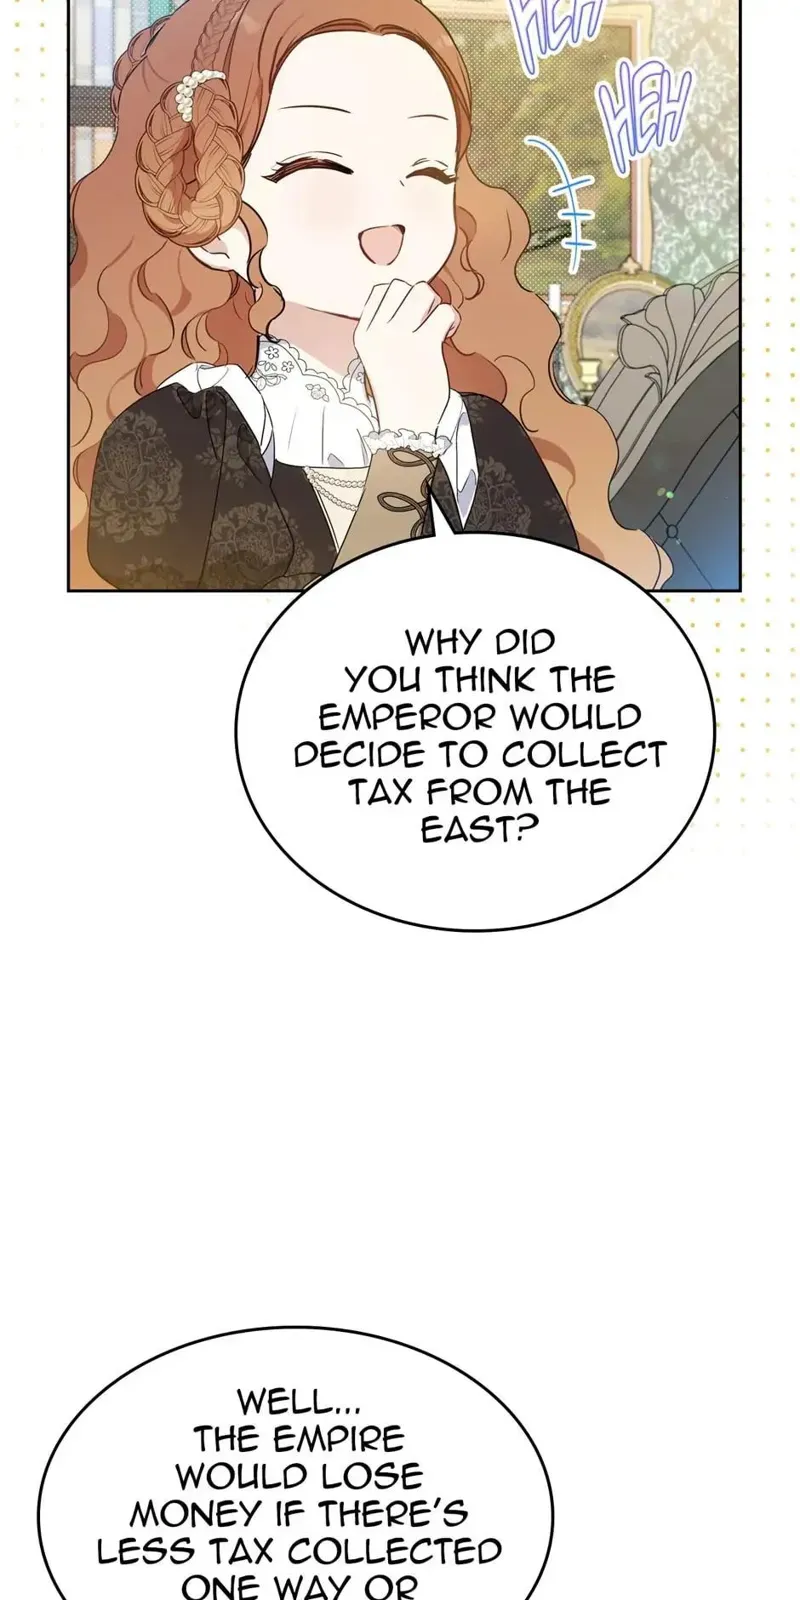 HEH
HEH
WHY DID
YOU THINK THE
EMPEROR WOULD
DECIDE TO COLLECT
TAX FROM THE
EAST?
WELL...
THE EMPIRE
WOULD LOSE
MONEY IF THERE'S
LESS TAX COLLECTED
ONE WAY OR